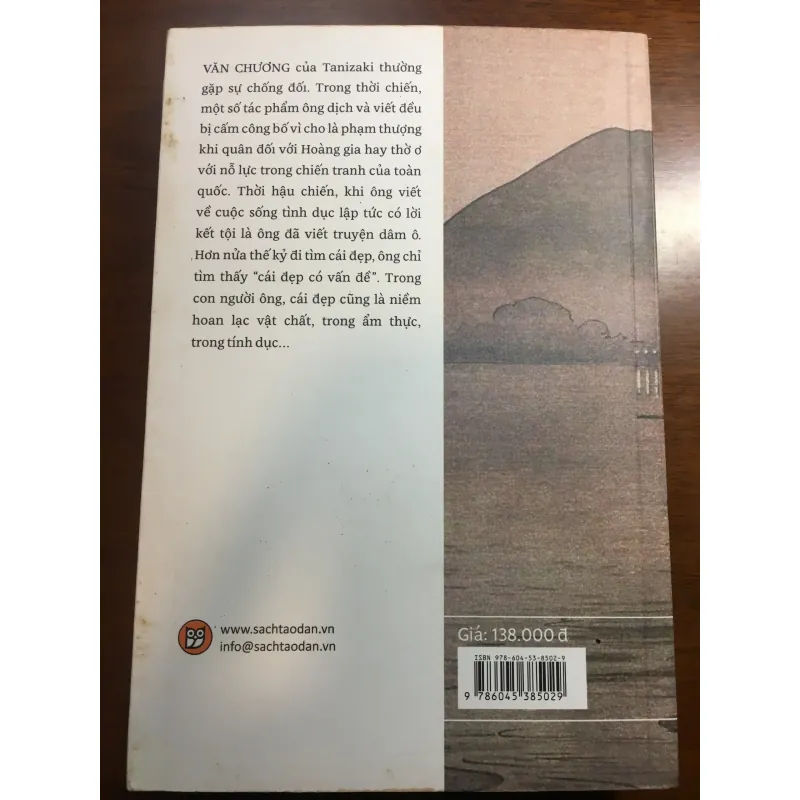 VĂN CHƯƠNG của Tanizaki thường
gặp sự chống đối. Trong thời chiến,
một số tác phẩm ông dịch và viết đều
bị cấm công bố vì cho là phạm thượng
khi quân đối với Hoàng gia hay thờ ơ
với nỗ lực trong chiến tranh của toàn
quốc. Thời hậu chiến, khi ông viết
về cuộc sống tình dục lập tức có lời
kết tội là ông đã viết truyện dâm ô.
Hơn nửa thế kỷ đi tìm cái đẹp, ông chỉ
tìm thấy “cái đẹp có vấn đề”. Trong
con người ông, cái đẹp cũng là niềm
hoan lạc vật chất, trong ẩm thực,
trong tính dục...
www.sachtaodan.vn
info@sachtaodan.vn
Giá: 138.000 đ
ISBN 978-604-53-8502-9
9 786045 385029